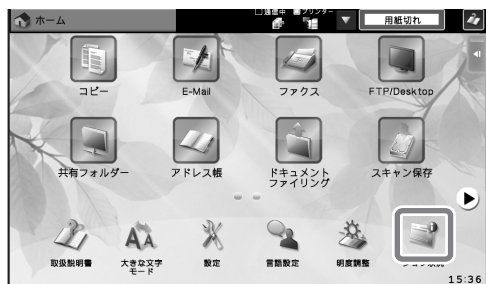 ホーム
通信中
プリンター
用紙切れ
コピー
E-Mail
ファクス
FTP/Desktop
共有フォルダー
アドレス帳
ドキュメント
ファイリング
スキャン保存
取扱説明書
大きな文字
モード
設定
言語設定
明度調整
15:36